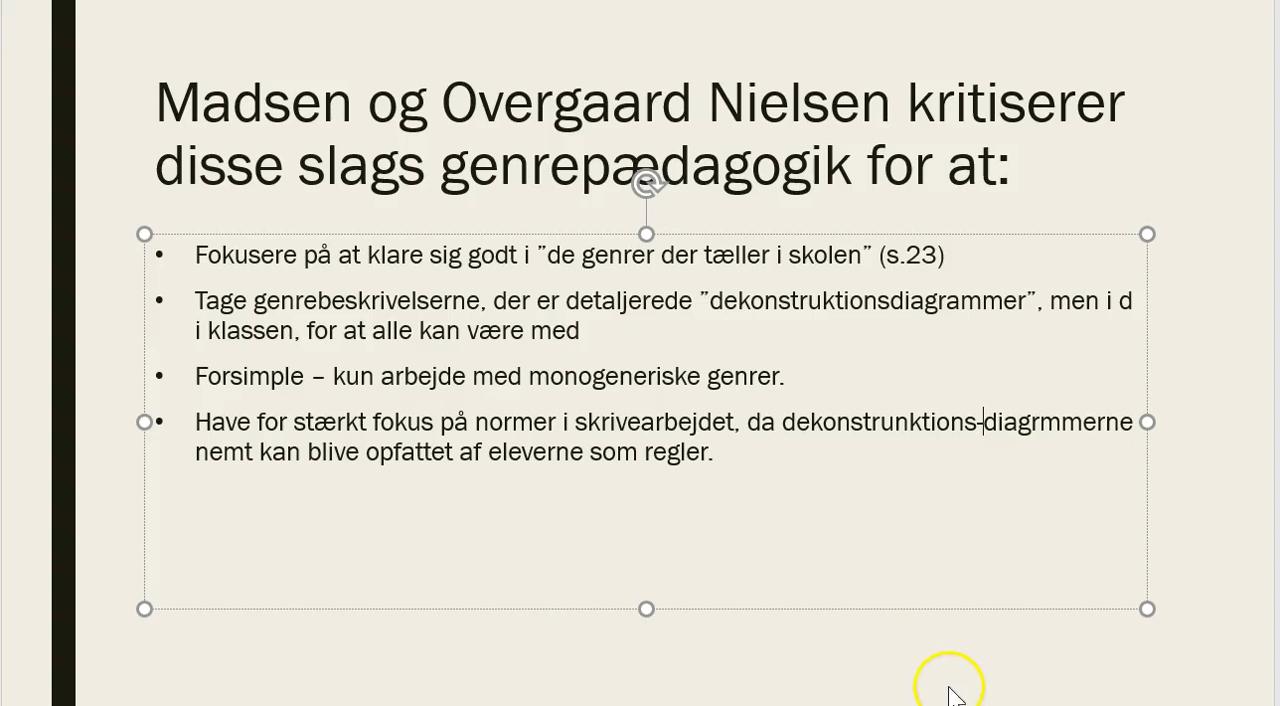 Madsen og Overgaard Nielsen kritiserer
disse slags genrepædagogik for at:
• Fokusere på at klare sig godt i ”de genrer der tæller i skolen” (s.23)
• Tage genrebeskrivelserne, der er detaljerede ”dekonstruktionsdiagrammer”, men i d
i klassen, for at alle kan være med
• Forsimple – kun arbejde med monogeneriske genrer.
• Have for stærkt fokus på normer i skrivearbejdet, da dekonstrunktions-diagrmmerne
nemt kan blive opfattet af eleverne som regler.